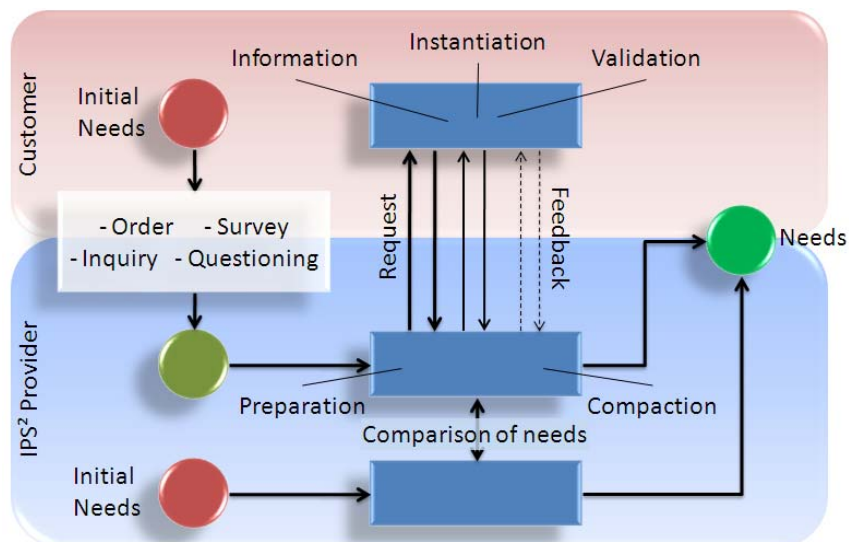 Customer
Initial
Needs
Information
Instantiation
Validation
- Order - Survey
- Inquiry - Questioning
Request
Feedback
Needs
IPS² Provider
Preparation
Compaction
Comparison of needs
Initial
Needs